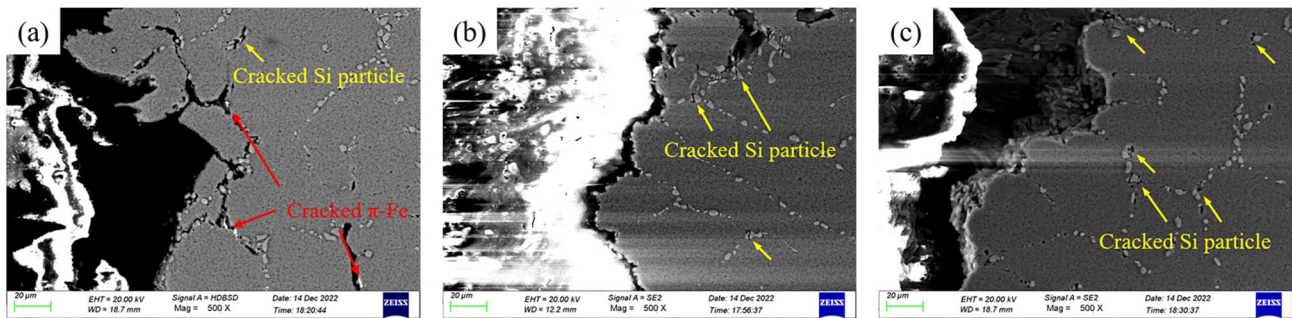 (a)
Cracked Si particle
Cracked π-Fe
20 μm
EHT = 20.00 kV
WD = 18.7 mm
Signal A = HDBSD
Mag = 500 X
Date: 14 Dec 2022
Time: 18:20:44
ZEISS
(b)
Cracked Si particle
20 μm
EHT = 20.00 kV
WD = 12.2 mm
Signal A = SE2
Mag = 500 X
Date: 14 Dec 2022
Time: 17:56:37
ZEISS
(c)
Cracked Si particle
20 μm
EHT = 20.00 kV
WD = 18.7 mm
Signal A = SE2
Mag = 500 X
Date: 14 Dec 2022
Time: 18:30:37
ZEISS